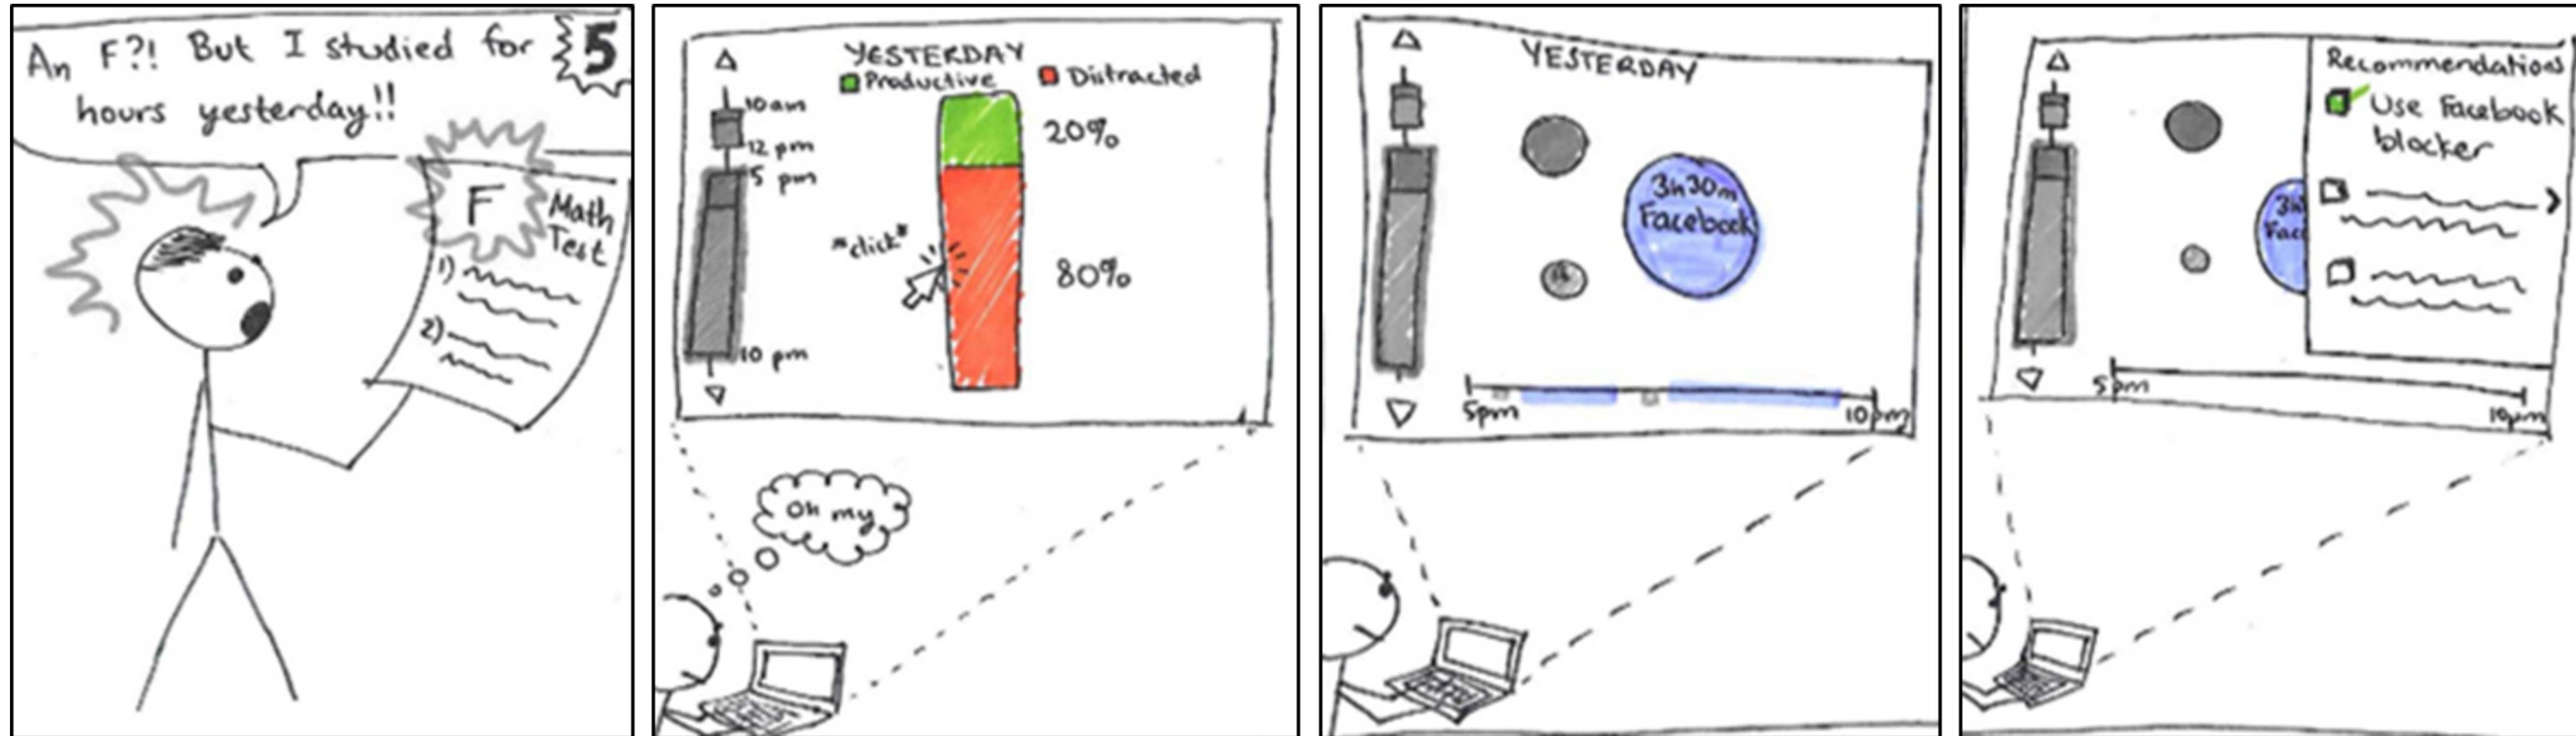 An F?! But I studied for 5
hours yesterday!!
F
Math
Test
1)
2)
YESTERDAY
Productive
Distracted
10 am
12 pm
5 pm
10 pm
20%
80%
*click*
Oh my
YESTERDAY
3h30m
Facebook
5pm
10pm
Recommendations
Use Facebook
blocker
3h
Face
5pm
10pm